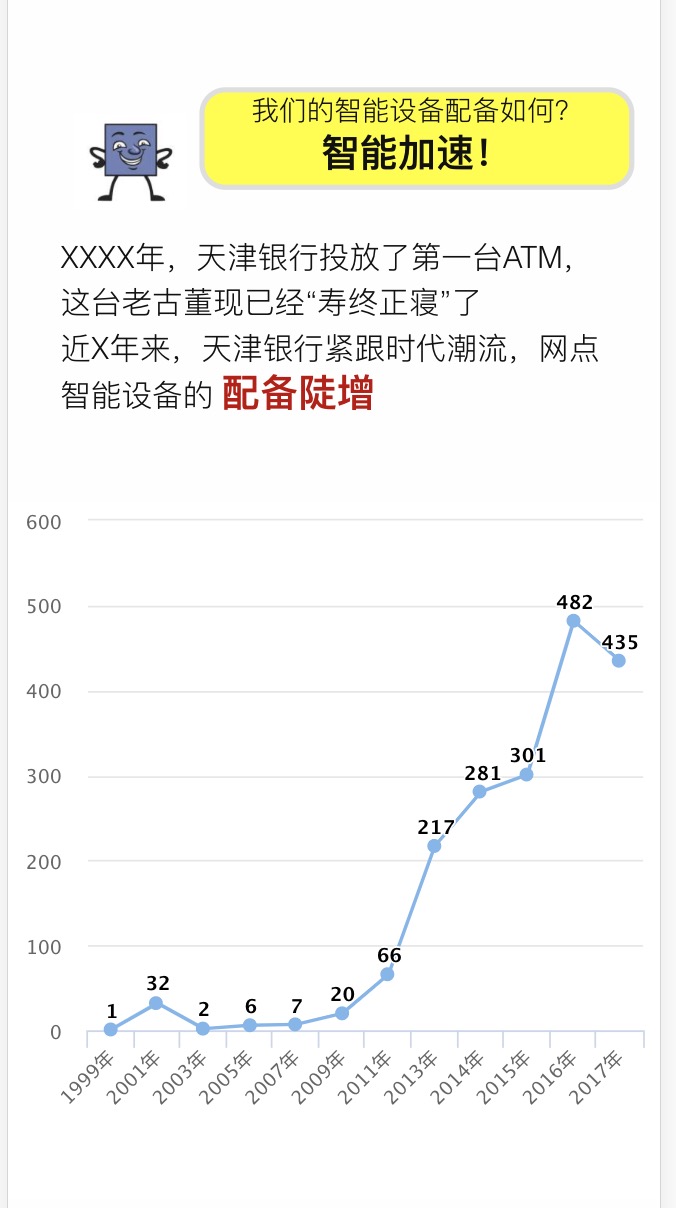 我们的智能设备配备如何？
智能加速！
XXXX年，天津银行投放了第一台ATM，
这台老古董现已经“寿终正寝”了
近X年来，天津银行紧跟时代潮流，网点
智能设备的 配备陡增
600
500
400
300
200
100
0
1
32
2
6
7
20
66
217
281
301
482
435
1999年
2001年
2003年
2005年
2007年
2009年
2011年
2013年
2014年
2015年
2016年
2017年